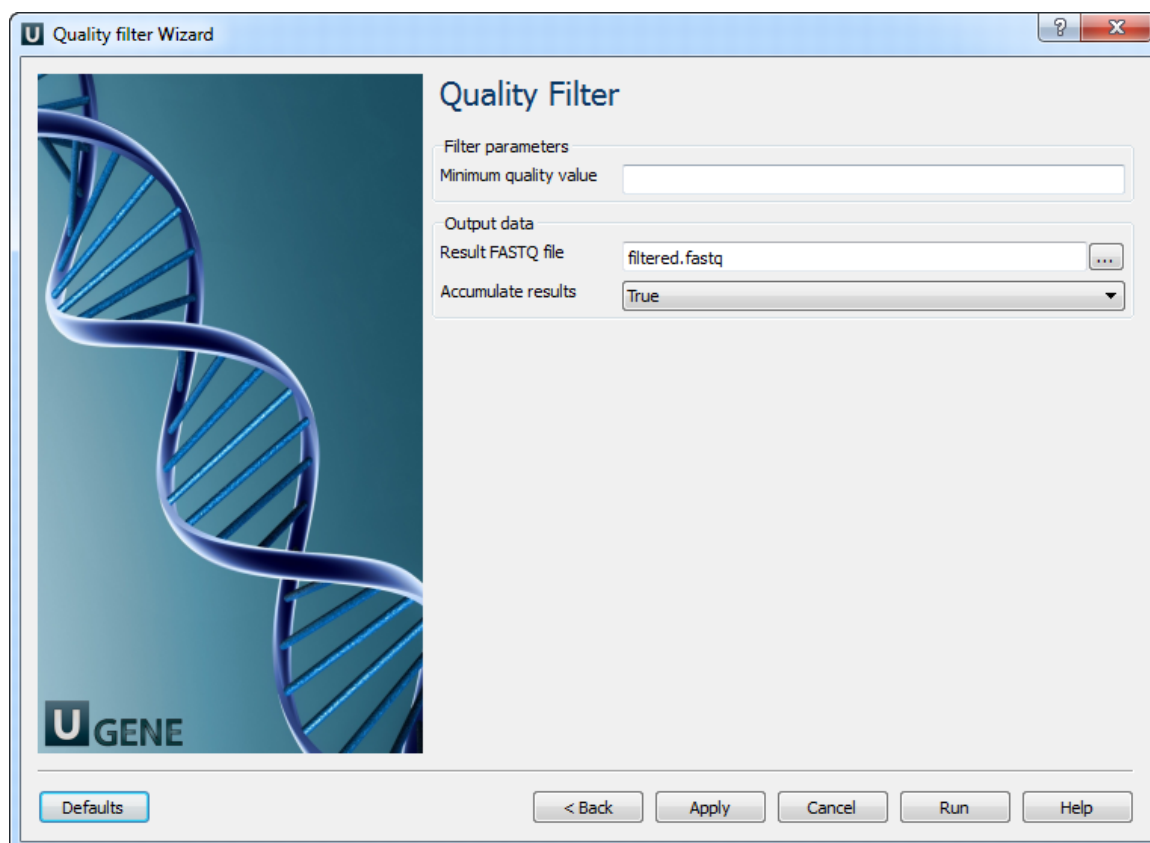 U Quality filter Wizard
?
X
Quality Filter
Filter parameters
Minimum quality value
Output data
Result FASTQ file filtered.fastq ...
Accumulate results True
U GENE
Defaults < Back Apply Cancel Run Help